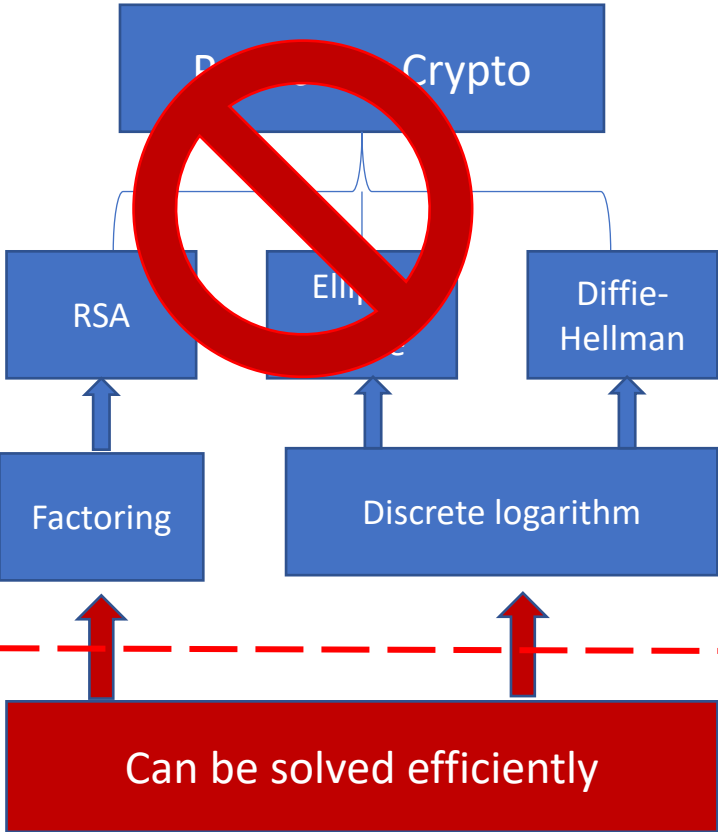 Crypto
RSA
Diffie-
Hellman
Factoring
Discrete logarithm
Can be solved efficiently